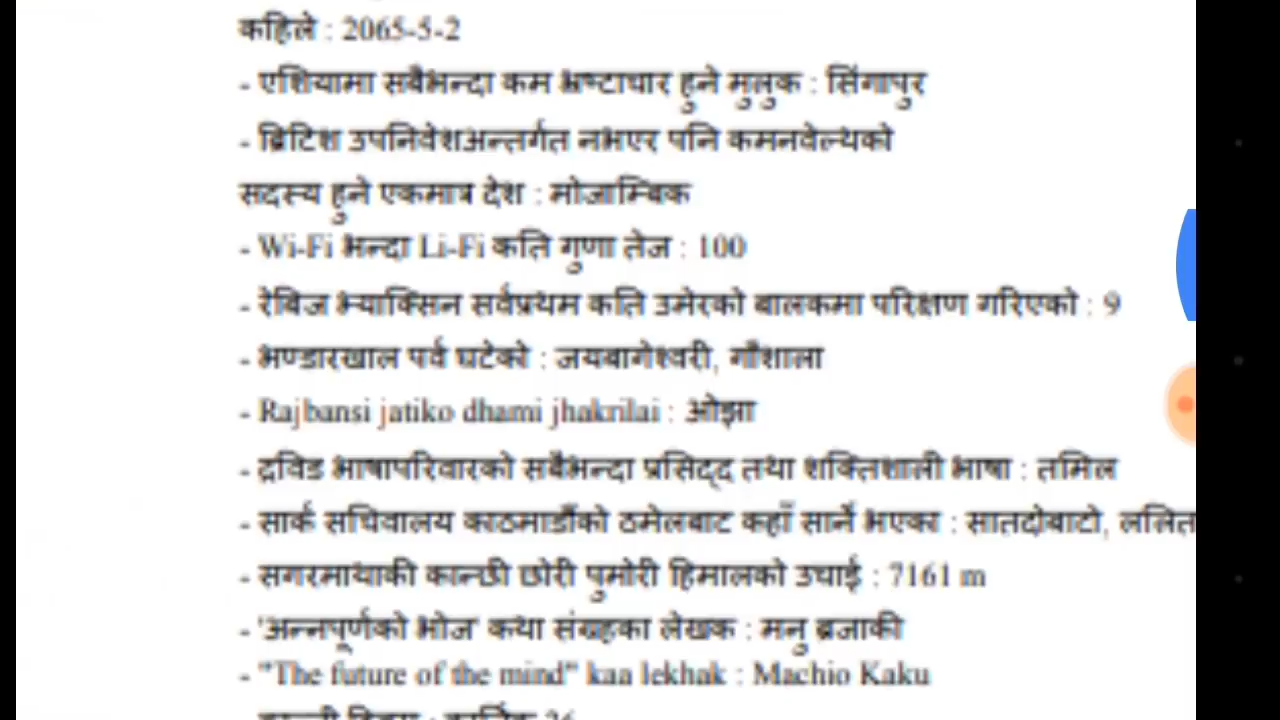 कहिले : 2065-5-2
- एशियामा सबैभन्दा कम भ्रष्टाचार हुने मुलुक : सिंगापुर
- ब्रिटिश उपनिवेशअन्तर्गत नभएर पनि कमनवेल्थको
सदस्य हुने एकमात्र देश : मोजाम्बिक
- Wi-Fi भन्दा Li-Fi कति गुणा तेज : 100
- रेबिज भ्याक्सिन सर्वप्रथम कति उमेरको बालकमा परिक्षण गरिएको : 9
- भण्डारखाल पर्व घटेको : जयबागेश्वरी, गौशाला
- Rajbansi jatiko dhami jhakrilai : ओझा
- द्रविड भाषापरिवारको सबैभन्दा प्रसिद्द तथा शक्तिशाली भाषा : तमिल
- सार्क सचिवालय काठमाडौंको ठमेलबाट कहाँ सार्ने भएका : सातदोबाटो, ललित
- सगरमाथाकी कान्छी छोरी पुमोरी हिमालको उचाई : 7161 m
- 'अन्नपूर्णको भोज' कथा संग्रहका लेखक : मनु ब्रजाकी
- "The future of the mind" kaa lekhak : Machio Kaku